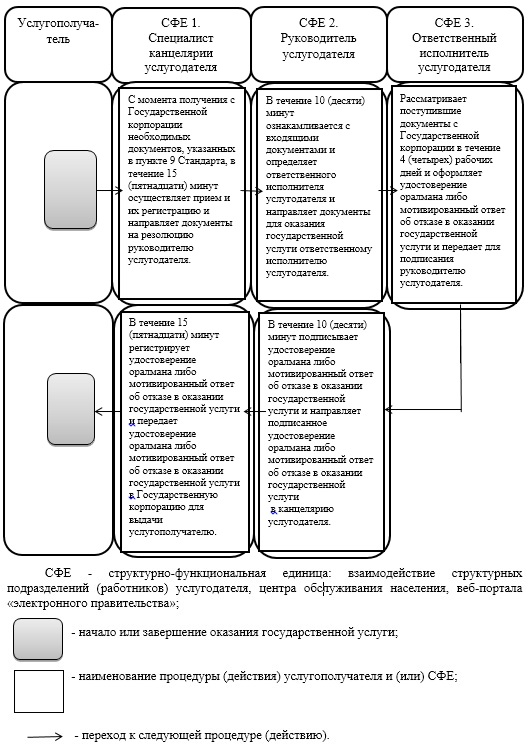 Услугополуча-
тель
СФЕ 1.
Специалист
канцелярии
услугодателя
СФЕ 2.
Руководитель
услугодателя
СФЕ 3.
Ответственный
исполнитель
услугодателя
С момента получения с
Государственной
корпорации
необходимых
документов, указанных
в пункте 9 Стандарта, в
течение 15
(пятнадцати) минут
осуществляет прием и
их регистрацию и
направляет документы
на резолюцию
руководителю
услугодателя.
В течение 10 (десяти)
минут
ознакамливается с
входящими
документами и
определяет
ответственного
исполнителя
услугодателя и
направляет документы
для оказания
государственной
услуги ответственному
исполнителю
услугодателя.
Рассматривает
поступившие
документы с
Государственной
корпорации в течение
4 (четырех) рабочих
дней и оформляет
удостоверение
оралмана либо
мотивированный ответ
об отказе в оказании
государственной
услуги и передает для
подписания
руководителю
услугодателя.
В течение 15
(пятнадцати) минут
регистрирует
удостоверение
оралмана либо
мотивированный ответ
об отказе в оказании
государственной услуги
и передает
удостоверение
оралмана либо
мотивированный ответ
об отказе в оказании
государственной услуги
в Государственную
корпорацию для
выдачи
услугополучателю.
В течение 10 (десяти)
минут подписывает
удостоверение
оралмана либо
мотивированный ответ
об отказе в оказании
государственной
услуги и направляет
подписанное
удостоверение
оралмана либо
мотивированный ответ
об отказе в оказании
государственной
услуги
в канцелярию
услугодателя.
СФЕ - структурно-функциональная единица: взаимодействие структурных
подразделений (работников) услугодателя, центра обслуживания населения, веб-портала
«электронного правительства»;
- начало или завершение оказания государственной услуги;
- наименование процедуры (действия) услугополучателя и (или) СФЕ;
- переход к следующей процедуре (действию).